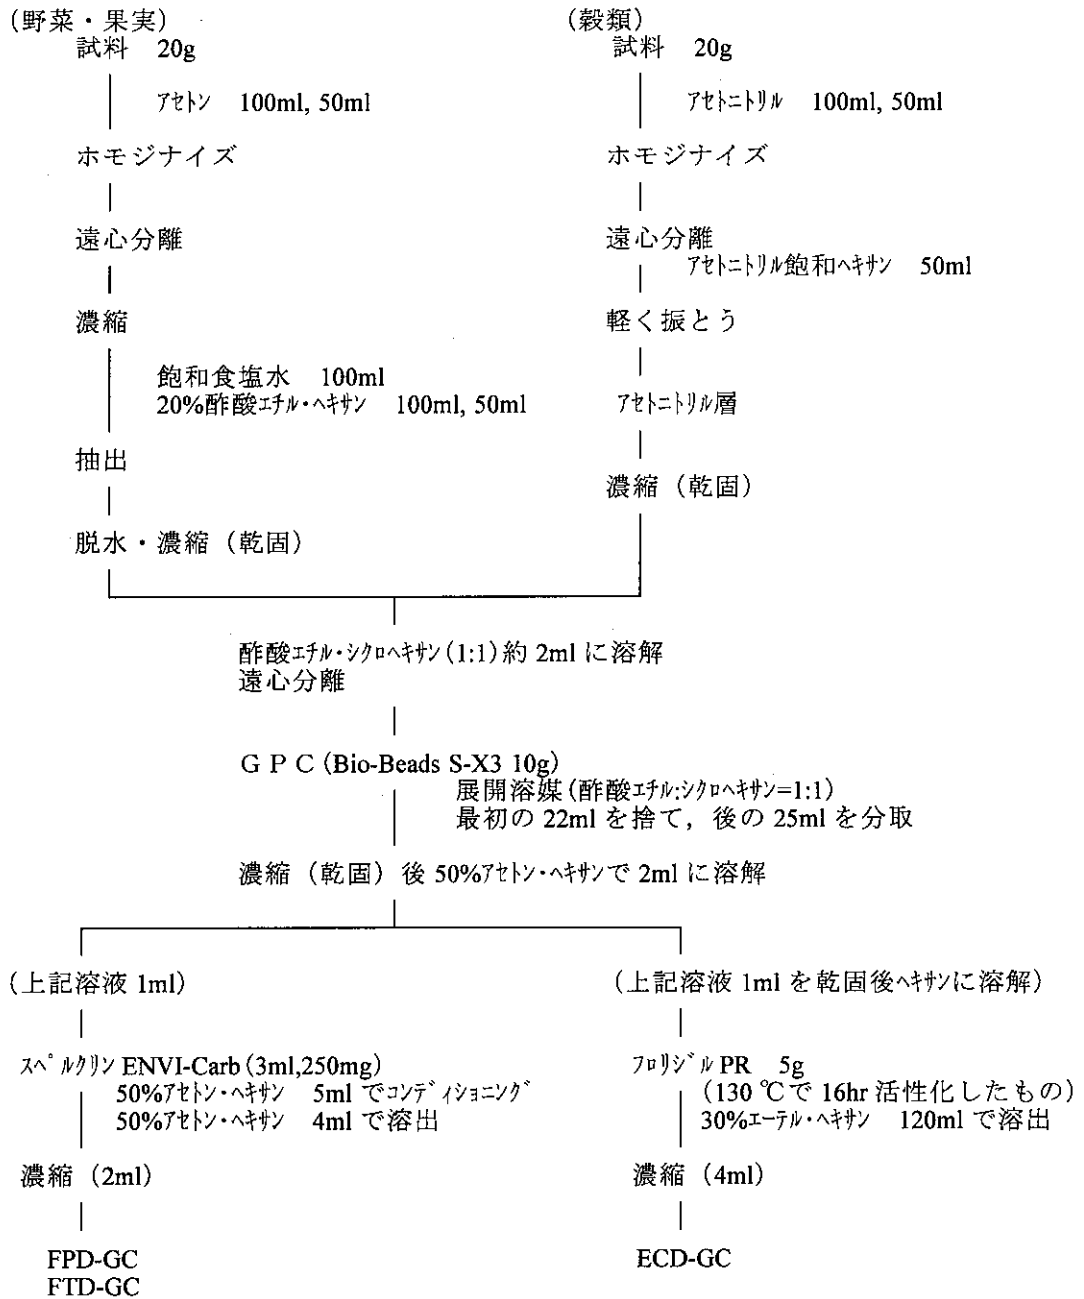 (野菜・果実)
試料 20g
アセトン 100ml, 50ml
ホモジナイズ
遠心分離
濃縮
飽和食塩水 100ml
20%酢酸エチル・ヘキサン 100ml, 50ml
抽出
脱水・濃縮（乾固）
(穀類)
試料 20g
アセトニトリル 100ml, 50ml
ホモジナイズ
遠心分離
アセトニトリル飽和ヘキサン 50ml
軽く振とう
アセトニトリル層
濃縮（乾固）
酢酸エチル・シクロヘキサン(1:1)約 2ml に溶解
遠心分離
ＧＰＣ(Bio-Beads S-X3 10g)
展開溶媒(酢酸エチル:シクロヘキサン=1:1)
最初の 22ml を捨て，後の 25ml を分取
濃縮（乾固）後 50%アセトン・ヘキサンで 2ml に溶解
(上記溶液 1ml)
スペルクリン ENVI-Carb(3ml,250mg)
50%アセトン・ヘキサン 5ml でコンディショニング
50%アセトン・ヘキサン 4ml で溶出
濃縮（2ml)
FPD-GC
FTD-GC
(上記溶液 1ml を乾固後ヘキサンに溶解)
フロリジル PR 5g
(130 ℃で 16hr 活性化したもの)
30%エーテル・ヘキサン 120ml で溶出
濃縮（4ml)
ECD-GC